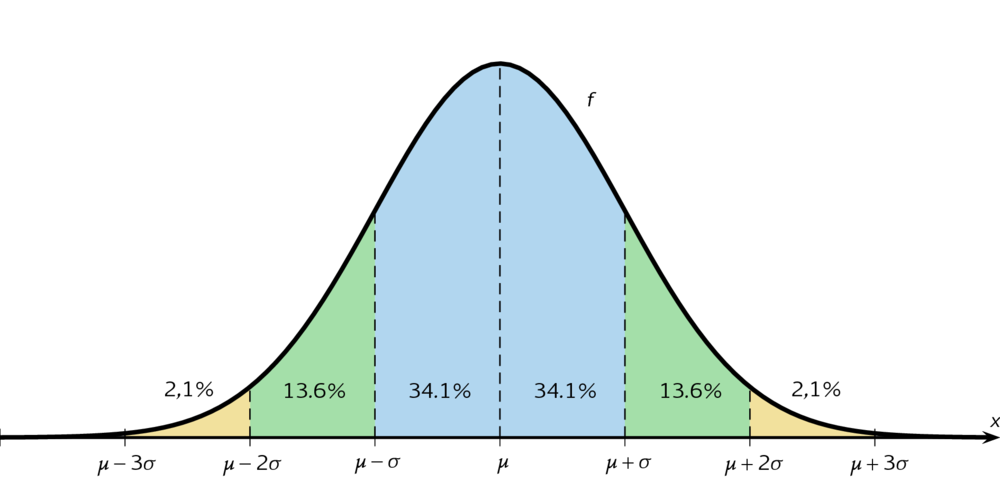 f
2,1% 13.6% 34.1% 34.1% 13.6% 2,1%
x
μ − 3σ μ − 2σ μ − σ μ μ + σ μ + 2σ μ + 3σ